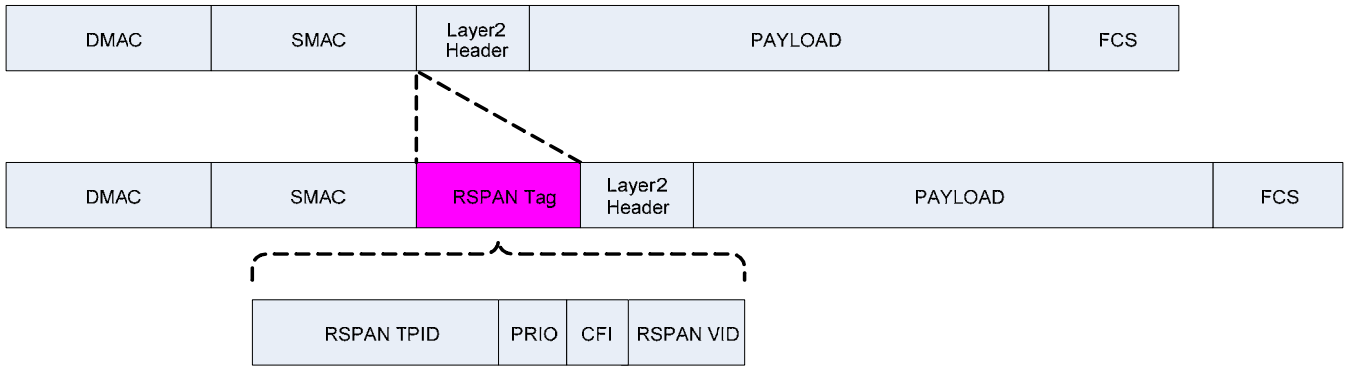 DMAC
SMAC
Layer2
Header
PAYLOAD
FCS
DMAC
SMAC
RSPAN Tag
Layer2
Header
PAYLOAD
FCS
RSPAN TPID
PRIO
CFI
RSPAN VID